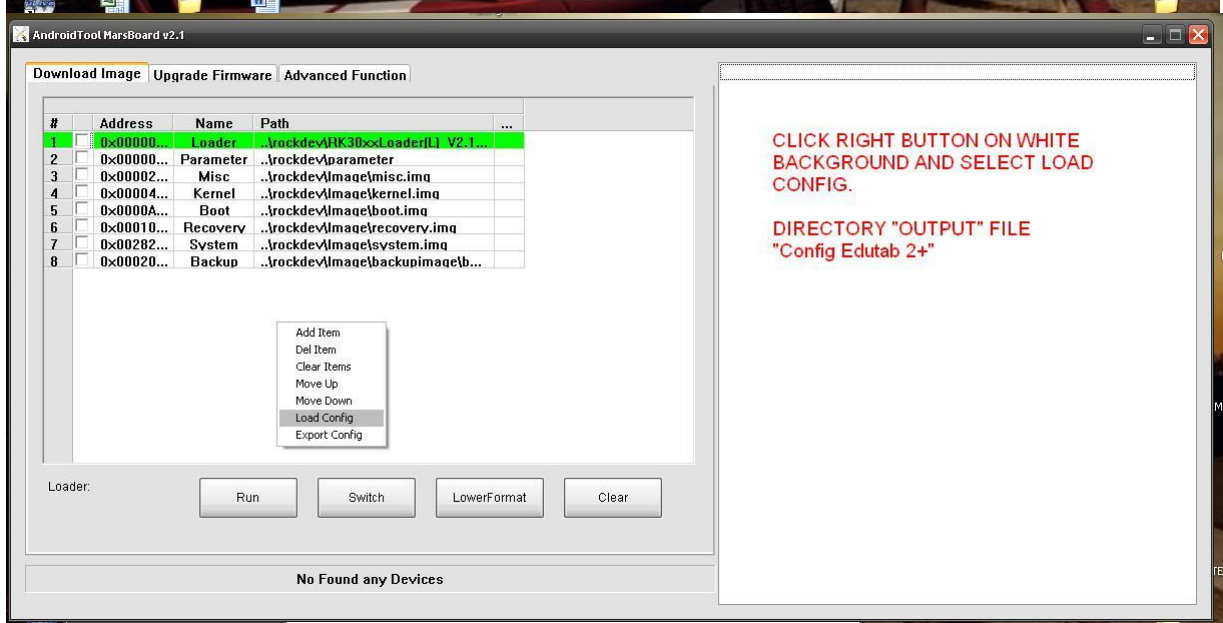 AndroidTool MarsBoard v2.1
Download Image Upgrade Firmware Advanced Function
# Address Name Path ...
1 0x00000... Loader ..\rockdev\RK30xxLoader(L)_V2.1...
2 0x00000... Parameter ..\rockdev\parameter
3 0x00002... Misc ..\rockdev\Image\misc.img
4 0x00004... Kernel ..\rockdev\Image\kernel.img
5 0x0000A... Boot ..\rockdev\Image\boot.img
6 0x00010... Recovery ..\rockdev\Image\recovery.img
7 0x00282... System ..\rockdev\Image\system.img
8 0x00020... Backup ..\rockdev\Image\backupimage\b...
Add Item
Del Item
Clear Items
Move Up
Move Down
Load Config
Export Config
Loader:
Run Switch LowerFormat Clear
No Found any Devices
CLICK RIGHT BUTTON ON WHITE
BACKGROUND AND SELECT LOAD
CONFIG.
DIRECTORY "OUTPUT" FILE
"Config Edutab 2+"